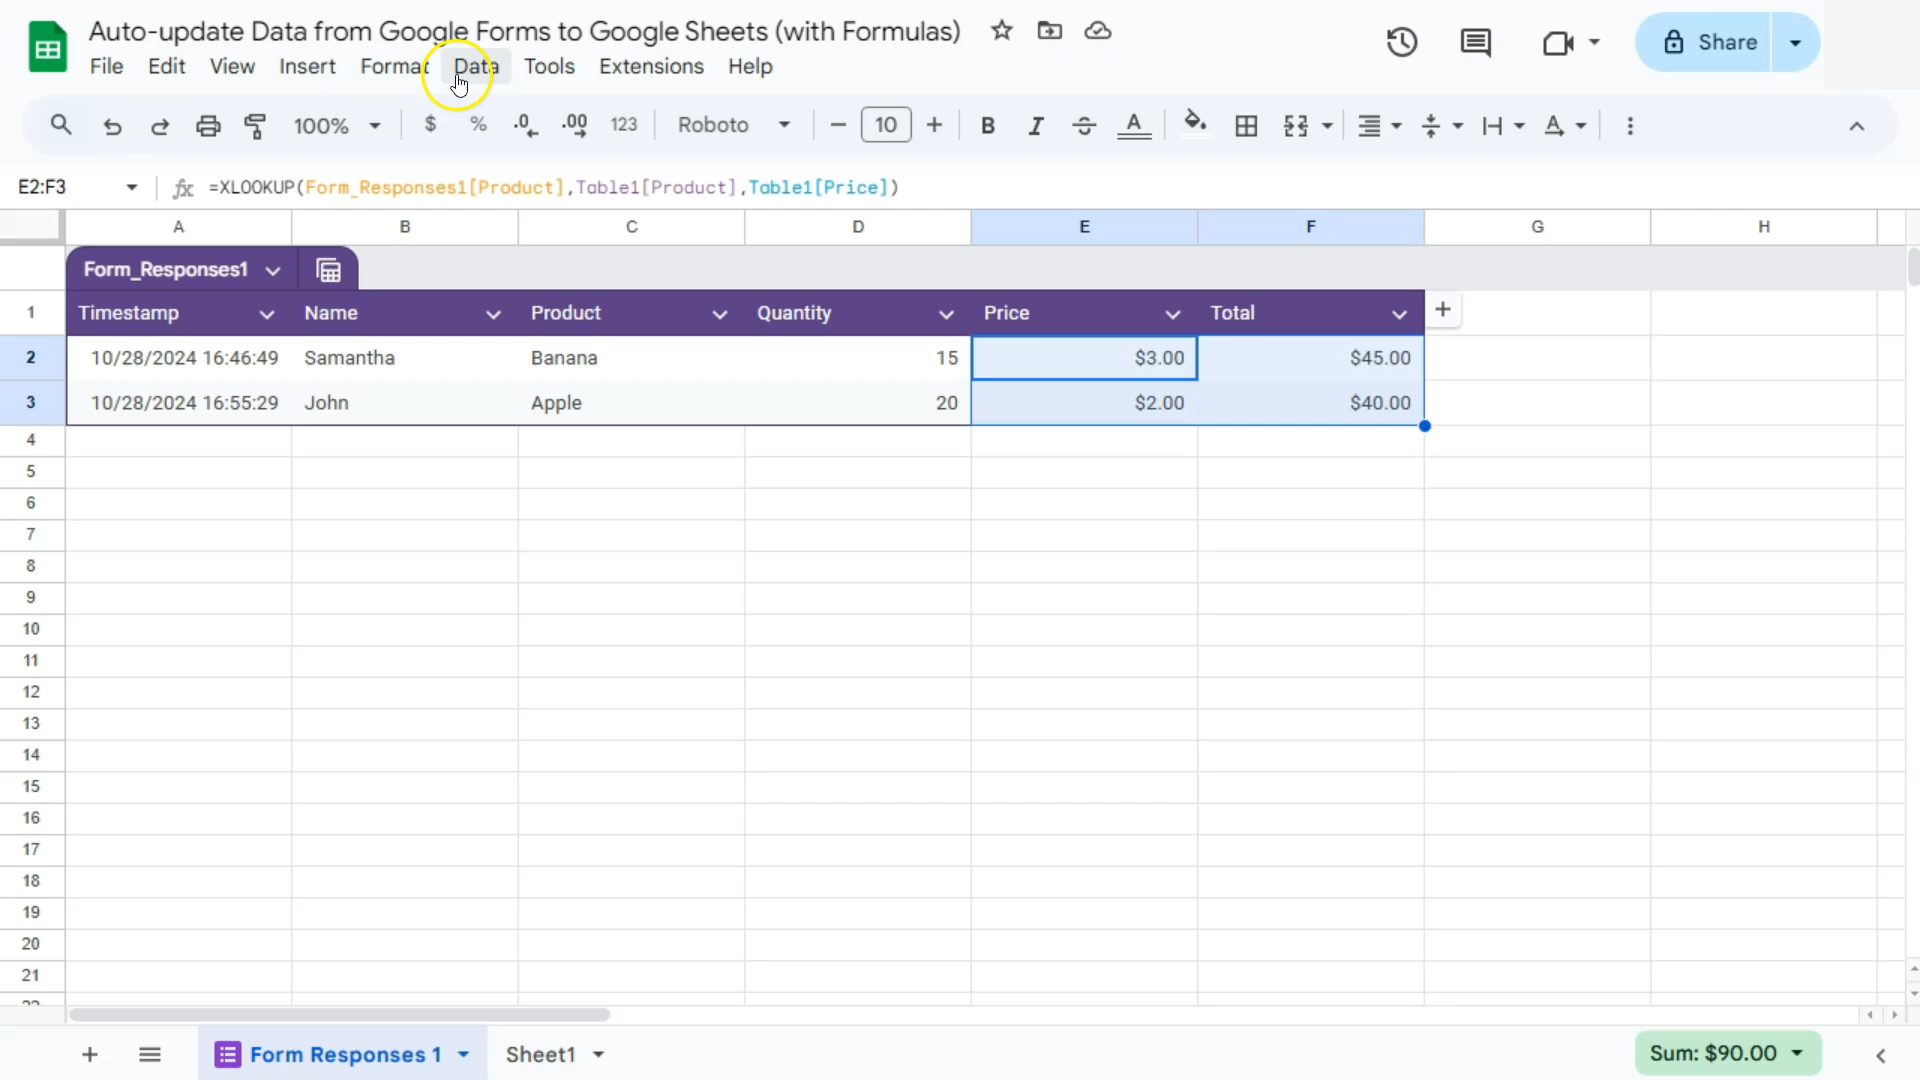 Auto-update Data from Google Forms to Google Sheets (with Formulas)
File Edit View Insert Format Data Tools Extensions Help
Share
100% $ % .0 .00 123 Roboto 10 B I A
E2:F3 fx =XLOOKUP(Form_Responses1[Product],Table1[Product],Table1[Price])
A B C D E F G H
Form_Responses1
1 Timestamp Name Product Quantity Price Total
2 10/28/2024 16:46:49 Samantha Banana 15 $3.00 $45.00
3 10/28/2024 16:55:29 John Apple 20 $2.00 $40.00
4
5
6
7
8
9
10
11
12
13
14
15
16
17
18
19
20
21
22
Form Responses 1 Sheet1 Sum: $90.00